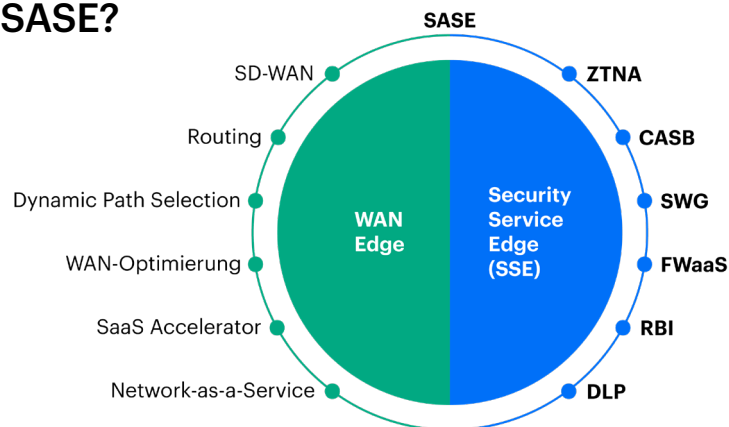 SASE?
SASE
SD-WAN
Routing
Dynamic Path Selection
WAN-Optimierung
SaaS Accelerator
Network-as-a-Service
WAN
Edge
Security
Service
Edge
(SSE)
ZTNA
CASB
SWG
FWaaS
RBI
DLP